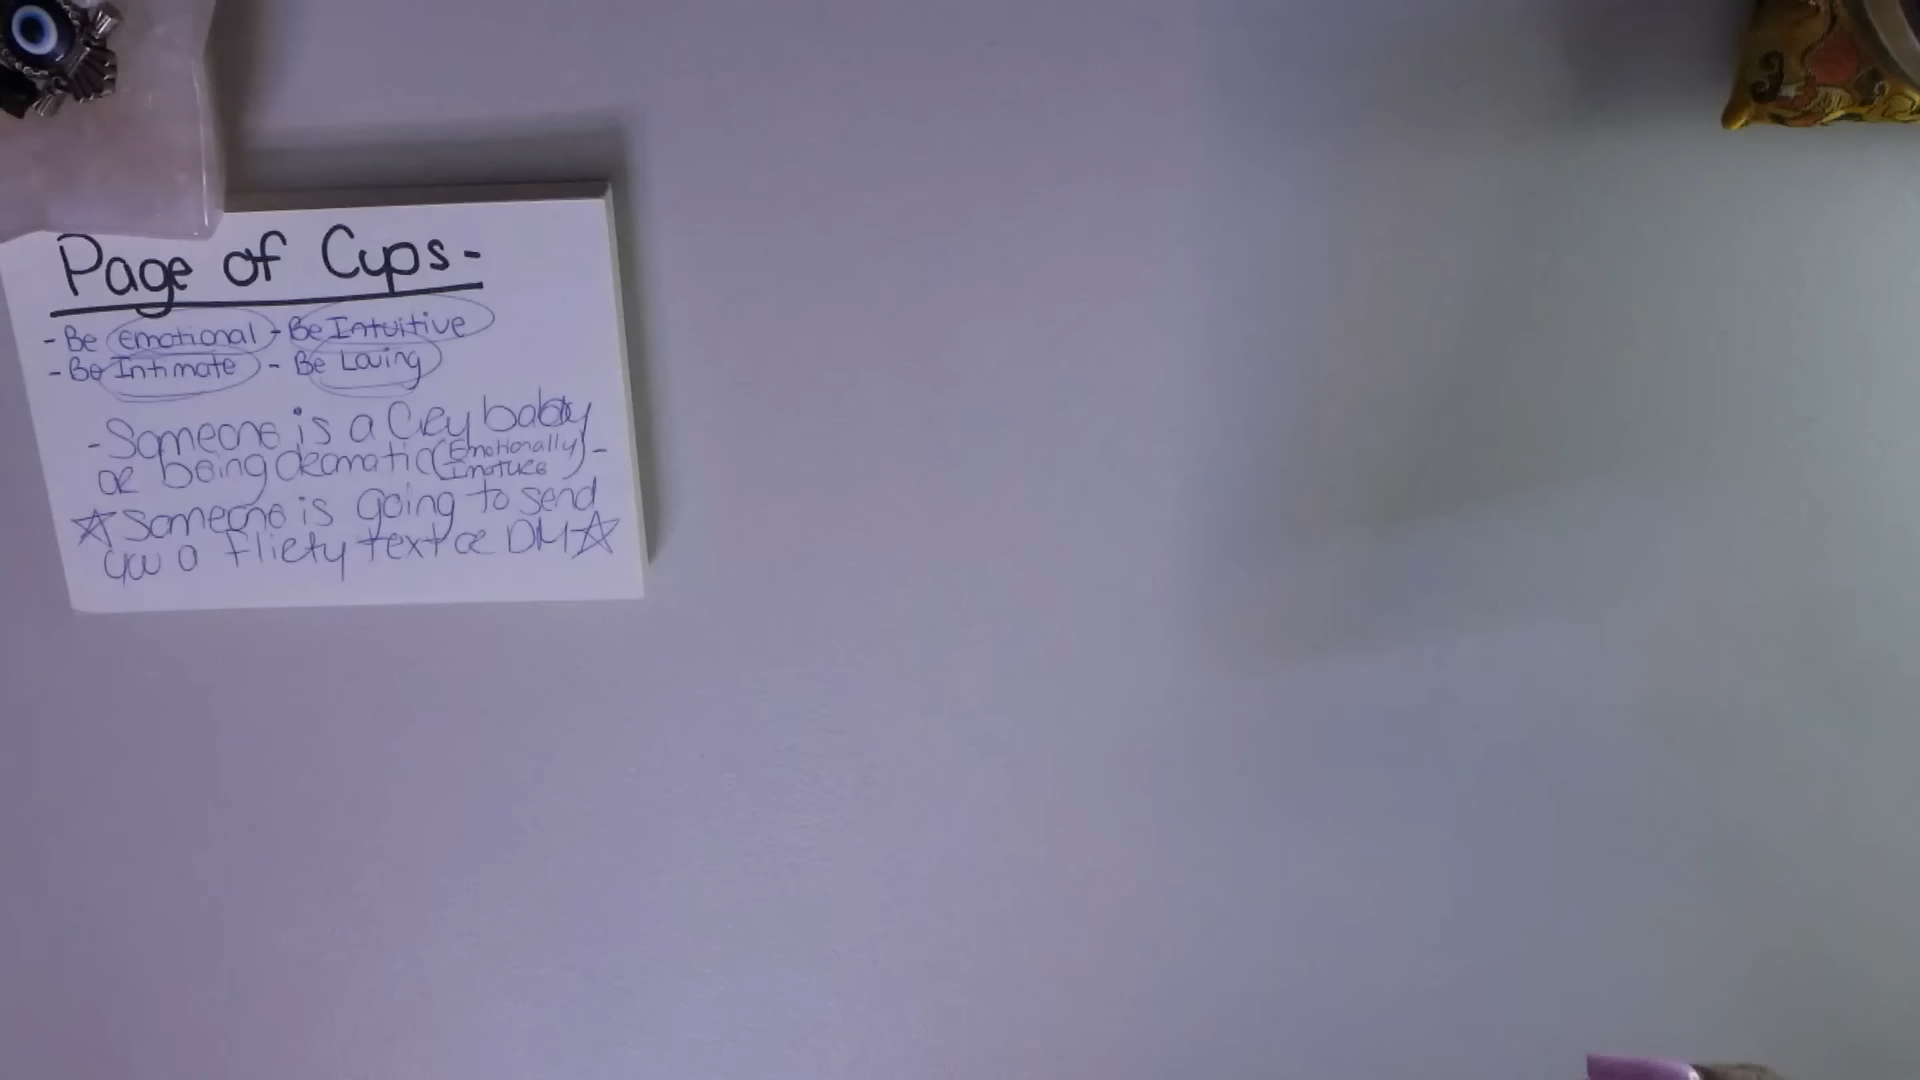 Page of Cups-
- Be Emotional - Be Intuitive
- Be Intimate - Be Loving
- Someone is a Cry baby
or being dramatic (Emotionally Imature) -
☆ Someone is going to send
you a flirty text or DM ☆